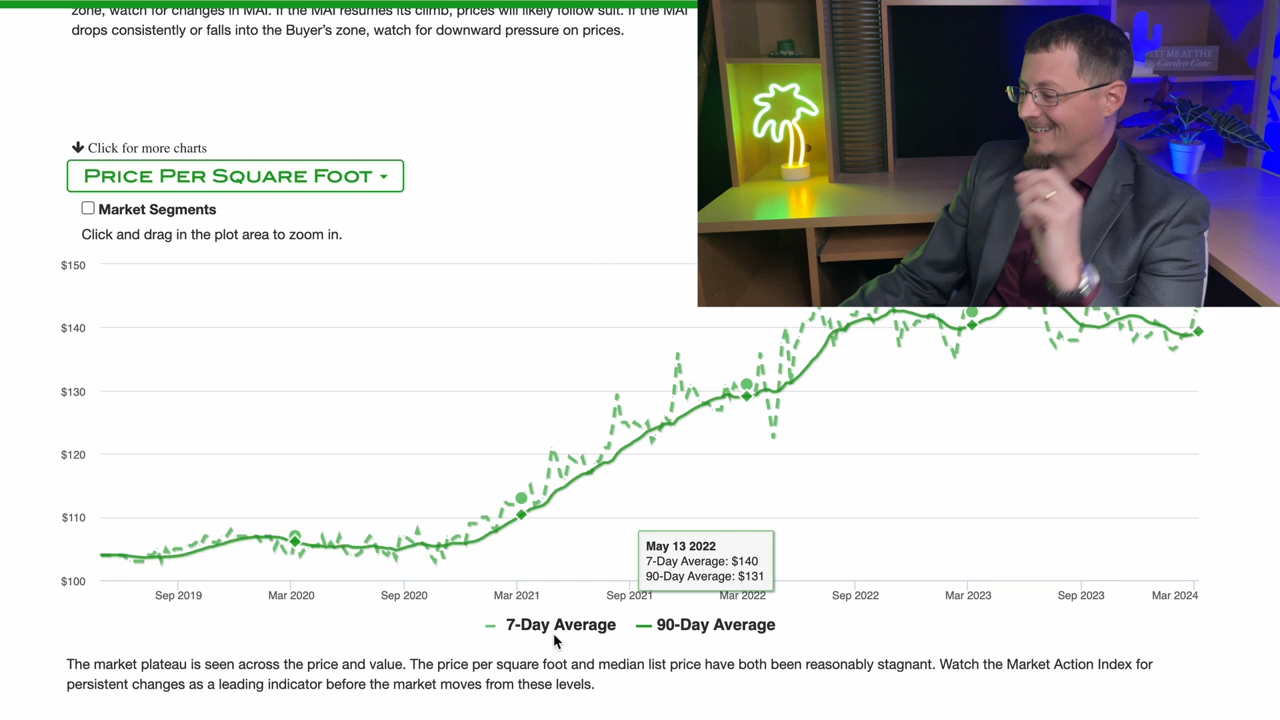 zone, watch for changes in MAI. If the MAI resumes its climb, prices will likely follow suit. If the MAI
drops consistently or falls into the Buyer's zone, watch for downward pressure on prices.
Click for more charts
PRICE PER SQUARE FOOT
Market Segments
Click and drag in the plot area to zoom in.
MEET ME AT THE
Garden Gate
$150
$140
$130
$120
$110
$100
May 13 2022
7-Day Average: $140
90-Day Average: $131
Sep 2019 Mar 2020 Sep 2020 Mar 2021 Sep 2021 Mar 2022 Sep 2022 Mar 2023 Sep 2023 Mar 2024
7-Day Average 90-Day Average
The market plateau is seen across the price and value. The price per square foot and median list price have both been reasonably stagnant. Watch the Market Action Index for
persistent changes as a leading indicator before the market moves from these levels.